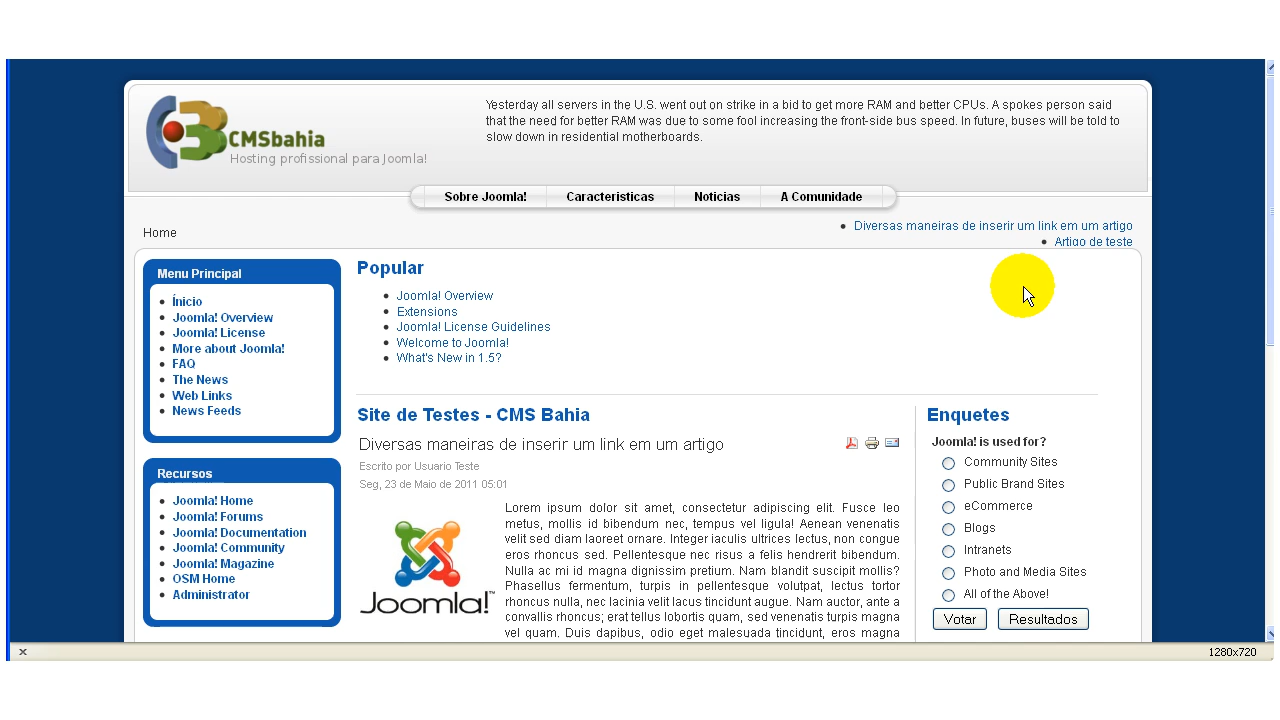 CMSbahia
Hosting profissional para Joomla!
Yesterday all servers in the U.S. went out on strike in a bid to get more RAM and better CPUs. A spokes person said
that the need for better RAM was due to some fool increasing the front-side bus speed. In future, buses will be told to
slow down in residential motherboards.
Sobre Joomla!
Caracteristicas
Noticias
A Comunidade
Home
Diversas maneiras de inserir um link em um artigo
Artigo de teste
Menu Principal
Ínicio
Joomla! Overview
Joomla! License
More about Joomla!
FAQ
The News
Web Links
News Feeds
Recursos
Joomla! Home
Joomla! Forums
Joomla! Documentation
Joomla! Community
Joomla! Magazine
OSM Home
Administrator
Popular
Joomla! Overview
Extensions
Joomla! License Guidelines
Welcome to Joomla!
What's New in 1.5?
Site de Testes - CMS Bahia
Diversas maneiras de inserir um link em um artigo
Escrito por Usuario Teste
Seg, 23 de Maio de 2011 05:01
Joomla!™
Lorem ipsum dolor sit amet, consectetur adipiscing elit. Fusce leo
metus, mollis id bibendum nec, tempus vel ligula! Aenean venenatis
velit sed diam laoreet ornare. Integer iaculis ultrices lectus, non congue
eros rhoncus sed. Pellentesque nec risus a felis hendrerit bibendum.
Nulla ac mi id magna dignissim pretium. Nam blandit suscipit mollis?
Phasellus fermentum, turpis in pellentesque volutpat, lectus tortor
rhoncus nulla, nec lacinia velit lacus tincidunt augue. Nam auctor, ante a
convallis rhoncus; erat tellus lobortis quam, sed venenatis turpis magna
vel quam. Duis dapibus, odio eget malesuada tincidunt, eros magna
Enquetes
Joomla! is used for?
Community Sites
Public Brand Sites
eCommerce
Blogs
Intranets
Photo and Media Sites
All of the Above!
Votar
Resultados
1280x720